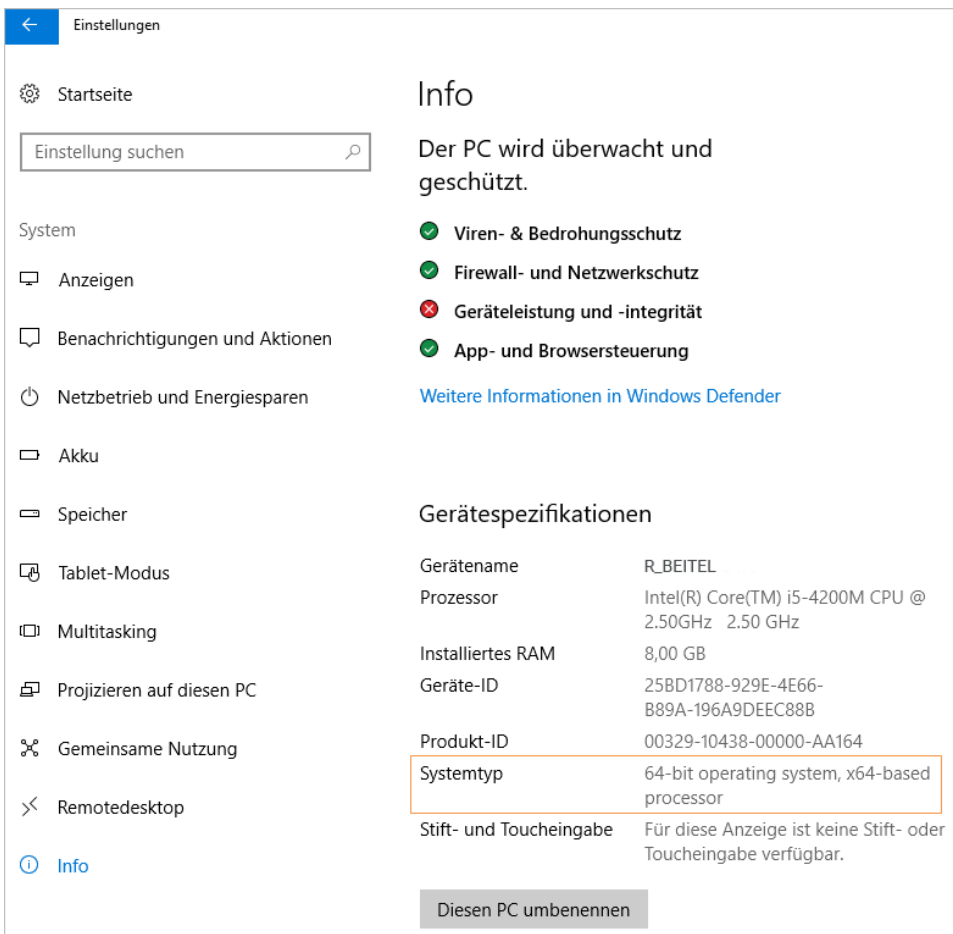 Einstellungen
Startseite
Einstellung suchen
System
Anzeigen
Benachrichtigungen und Aktionen
Netzbetrieb und Energiesparen
Akku
Speicher
Tablet-Modus
Multitasking
Projizieren auf diesen PC
Gemeinsame Nutzung
Remotedesktop
Info
Info
Der PC wird überwacht und
geschützt.
Viren- & Bedrohungsschutz
Firewall- und Netzwerkschutz
Geräteleistung und -integrität
App- und Browsersteuerung
Weitere Informationen in Windows Defender
Gerätespezifikationen
Gerätename R_BEITEL
Prozessor Intel(R) Core(TM) i5-4200M CPU @
2.50GHz 2.50 GHz
Installiertes RAM 8,00 GB
Geräte-ID 25BD1788-929E-4E66-
B89A-196A9DEEC88B
Produkt-ID 00329-10438-00000-AA164
Systemtyp 64-bit operating system, x64-based
processor
Stift- und Toucheingabe Für diese Anzeige ist keine Stift- oder
Toucheingabe verfügbar.
Diesen PC umbenennen